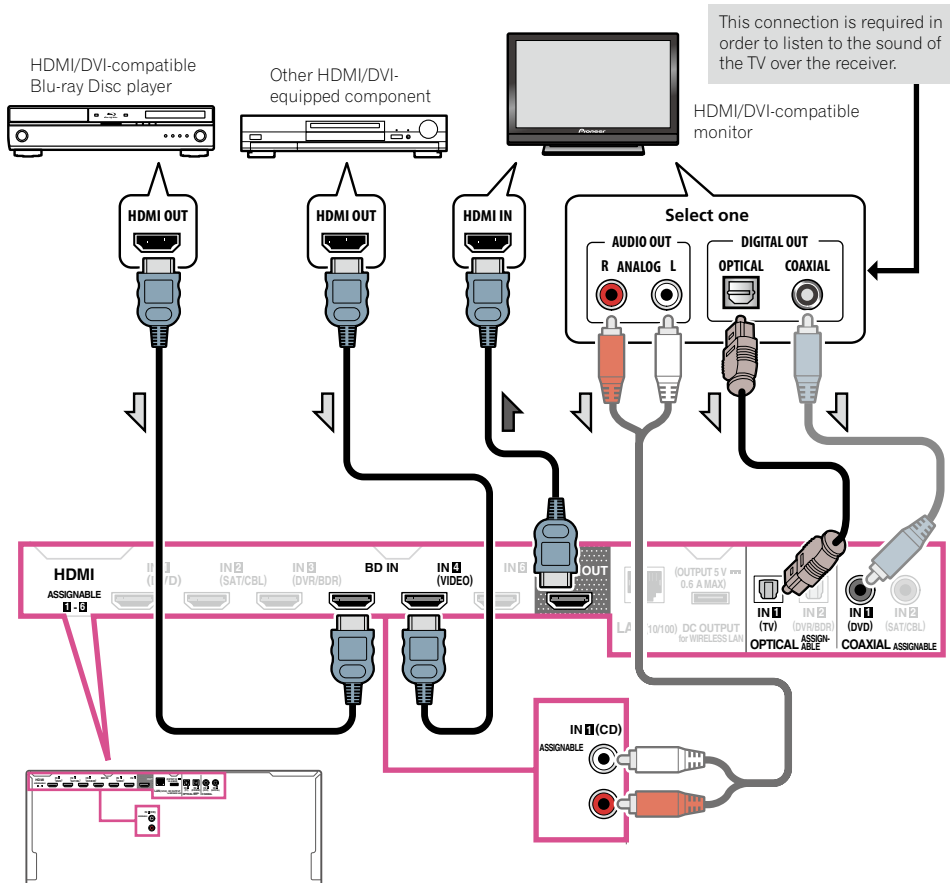 This connection is required in
order to listen to the sound of
the TV over the receiver.
HDMI/DVI-compatible
Blu-ray Disc player
Other HDMI/DVI-
equipped component
Pioneer
HDMI/DVI-compatible
monitor
HDMI OUT
HDMI OUT
HDMI IN
Select one
AUDIO OUT
R ANALOG L
DIGITAL OUT
OPTICAL
COAXIAL
HDMI
ASSIGNABLE
1 - 6
IN 1
(DVD)
IN 2
(SAT/CBL)
IN 3
(DVR/BDR)
BD IN
IN 4
(VIDEO)
IN 5
OUT
(OUTPUT 5 V
0.6 A MAX)
LAN (10/100)
DC OUTPUT
for WIRELESS LAN
IN 1
(TV)
IN 2
(DVR/BDR)
OPTICAL ASSIGN-
ABLE
IN 1
(DVD)
IN 2
(SAT/CBL)
COAXIAL ASSIGNABLE
IN 1 (CD)
ASSIGNABLE